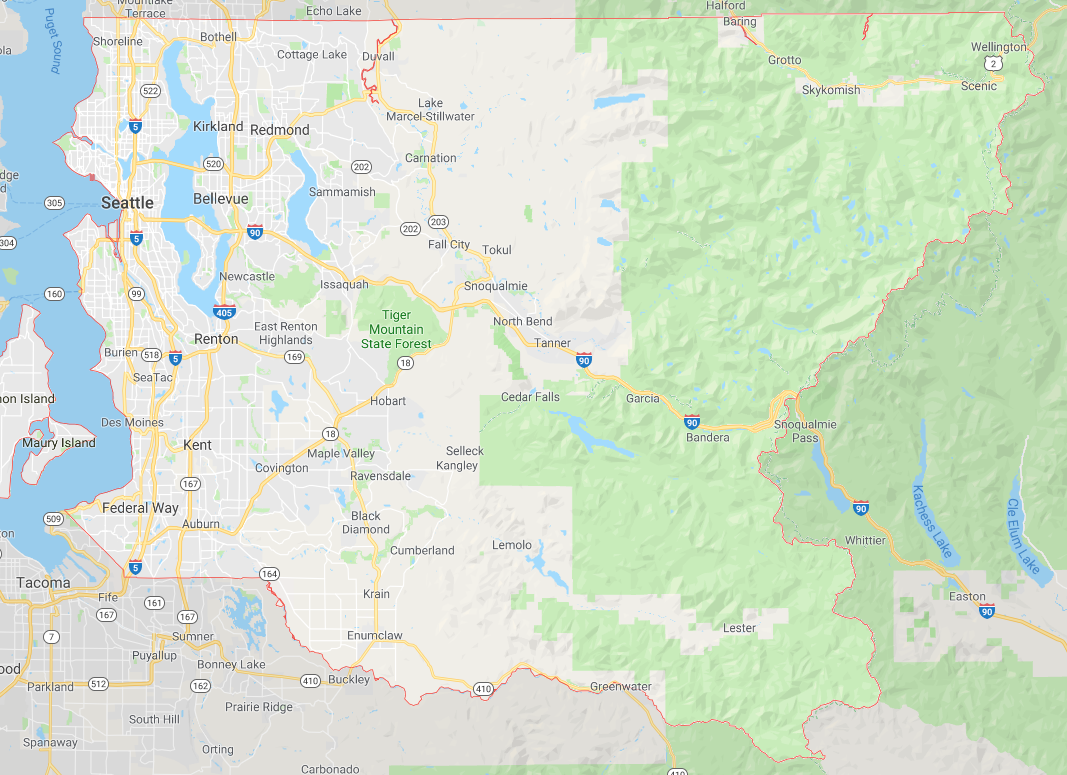 Mountlake
Terrace
Echo Lake
Halford
Baring
Puget Sound
Shoreline
Bothell
Cottage Lake
Duvall
Wellington
2
Grotto
Skykomish
Scenic
522
Lake
Marcel-Stillwater
5
Kirkland
Redmond
Carnation
520
202
Sammamish
305
Seattle
Bellevue
203
202
5
90
304
Fall City
Tokul
Newcastle
Issaquah
Snoqualmie
160
99
405
Tiger
Mountain
State Forest
North Bend
East Renton
Highlands
Renton
Tanner
Burien
518
5
169
18
90
SeaTac
Cedar Falls
Garcia
Hobart
Des Moines
90
Bandera
Snoqualmie
Pass
Maury Island
Kent
18
Maple Valley
Selleck
Kangley
Covington
Ravensdale
167
Federal Way
509
Auburn
Black
Diamond
90
Kachess Lake
Cle Elum Lake
Whittier
Cumberland
Lemolo
5
164
Tacoma
Fife
Krain
Easton
90
161
167
167
7
Sumner
Enumclaw
Lester
Puyallup
Bonney Lake
Parkland
512
162
410
Buckley
410
Greenwater
Prairie Ridge
South Hill
Spanaway
Orting
Carbonado
410